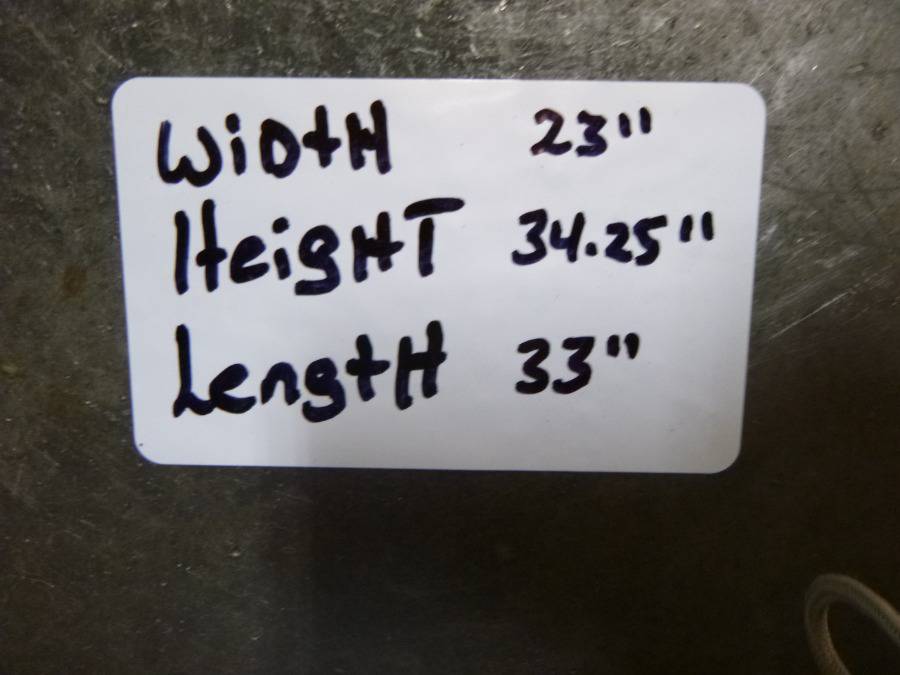 WiDtH 23"
HeigHT 34.25"
LengtH 33"